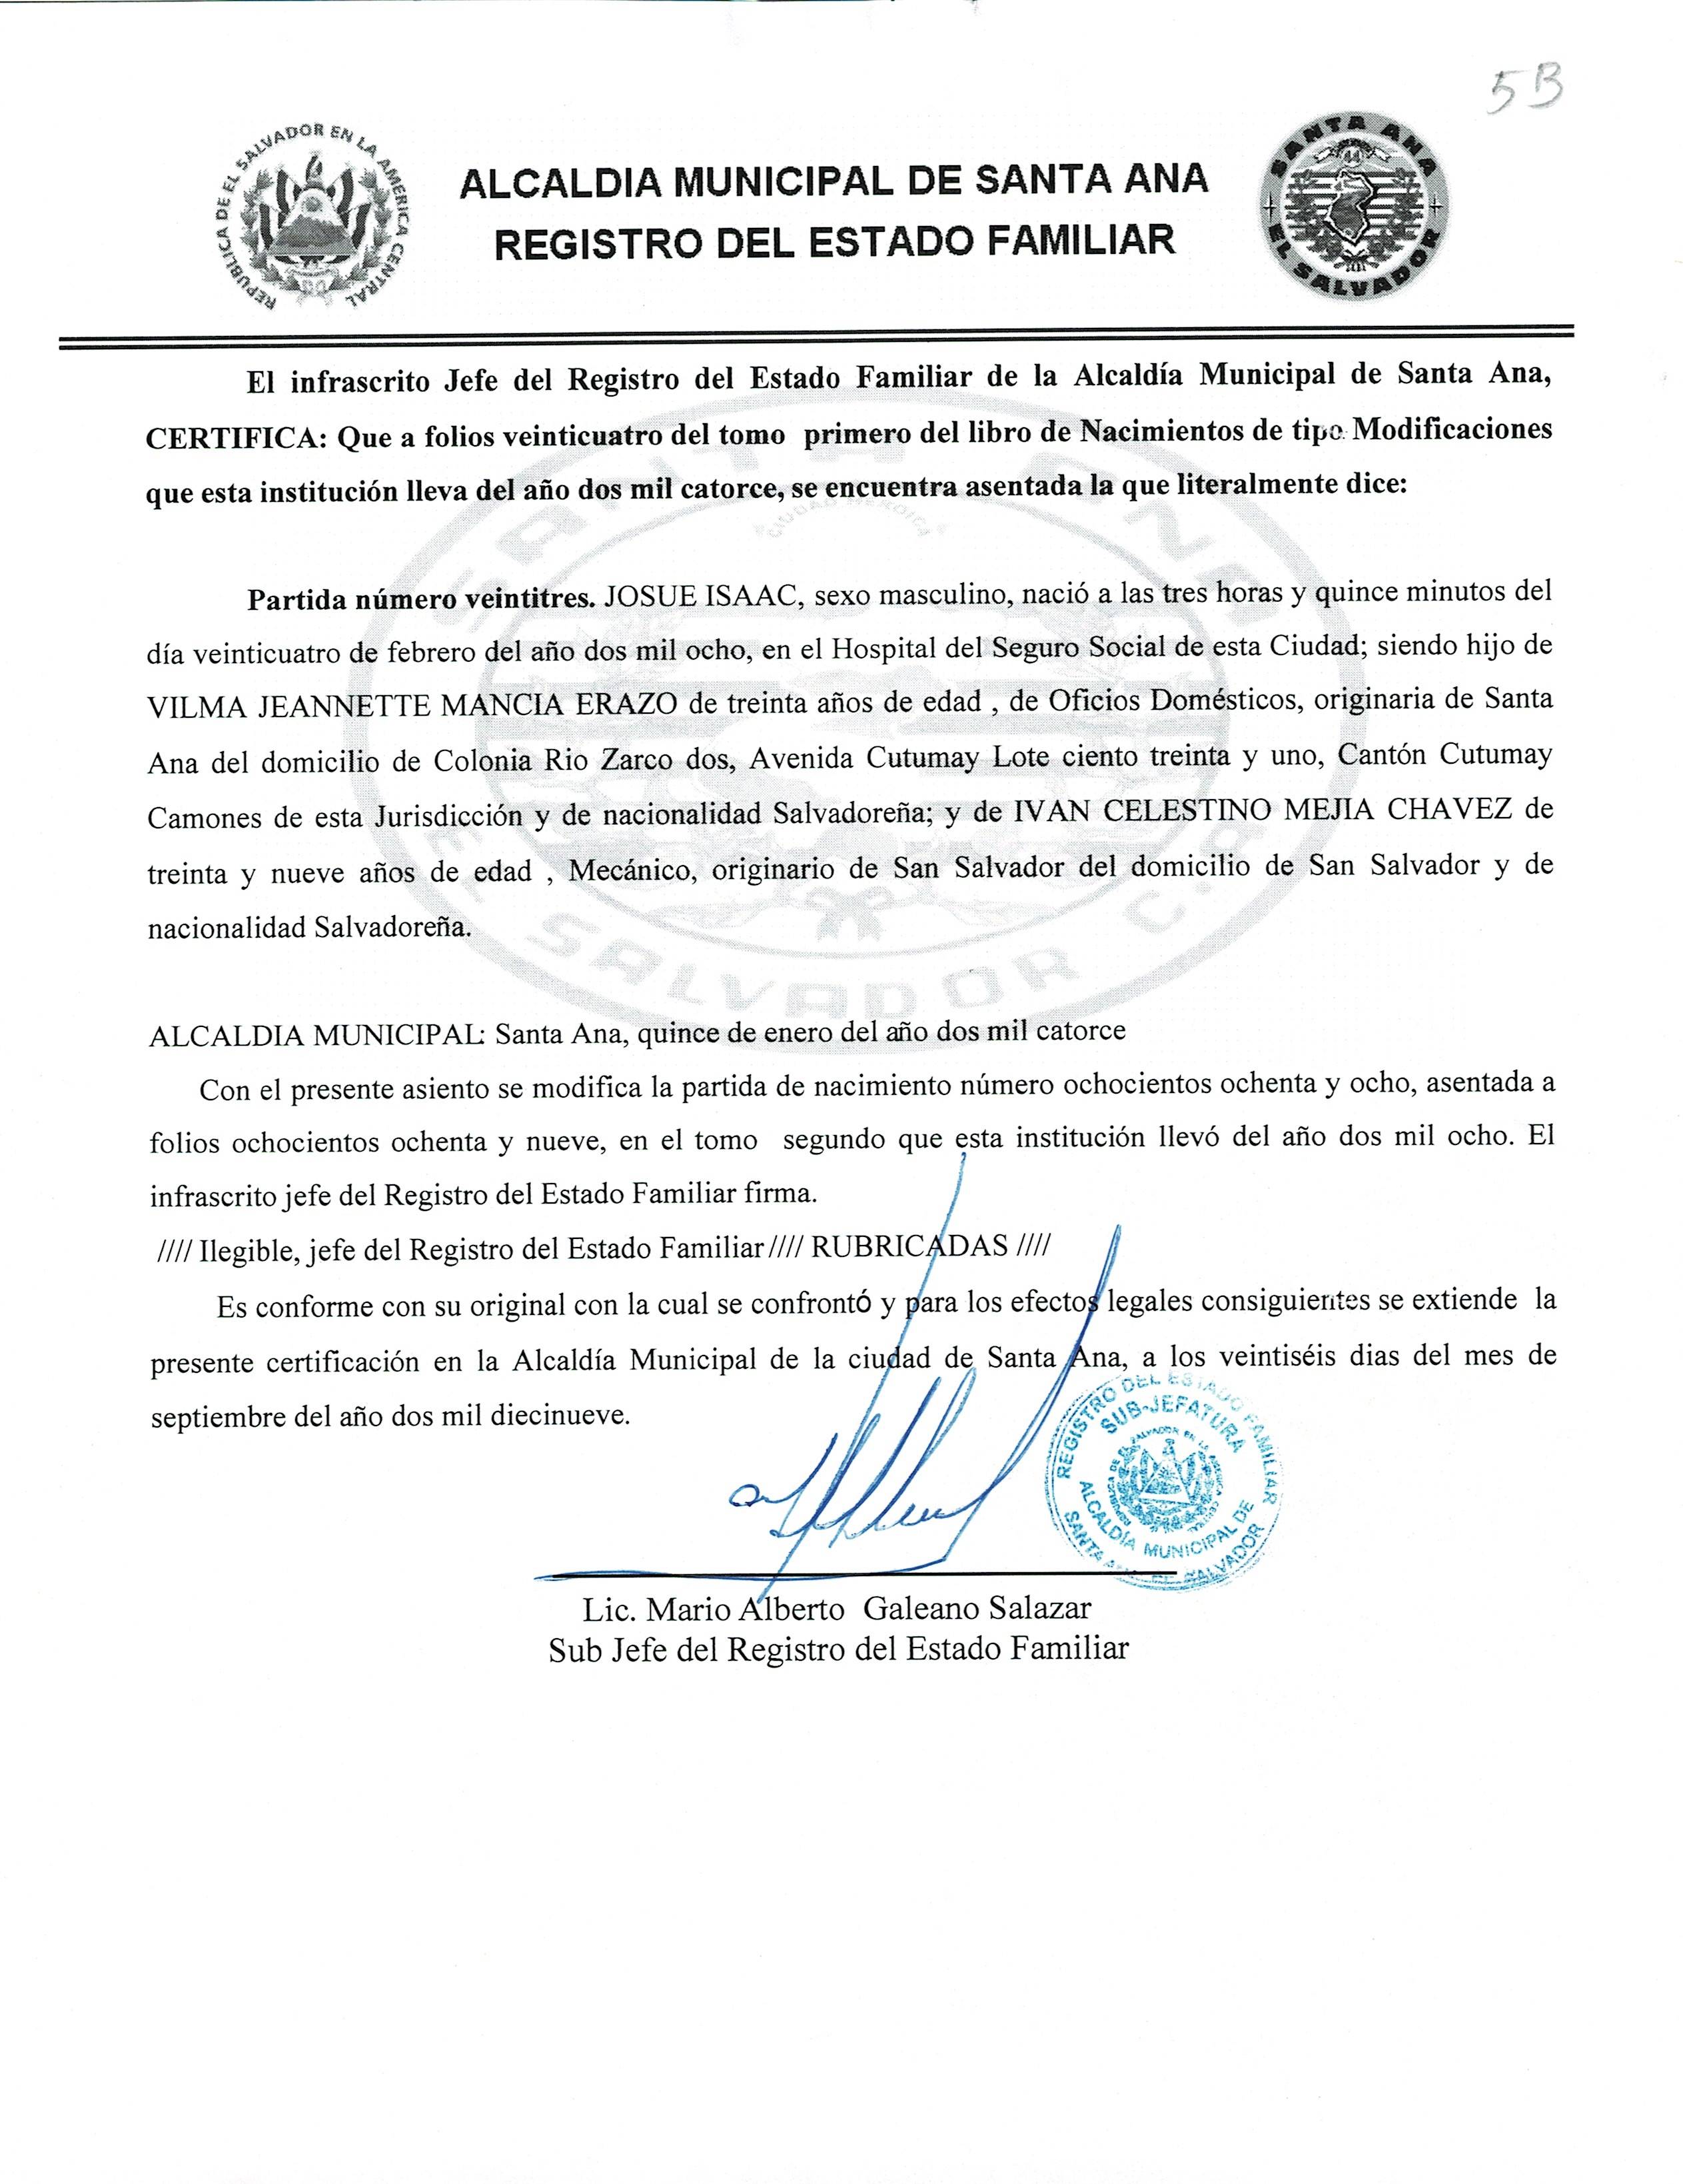 5B
REPUBLICA DE EL SALVADOR EN LA AMERICA CENTRAL
ALCALDIA MUNICIPAL DE SANTA ANA
REGISTRO DEL ESTADO FAMILIAR
SANTA ANA
EL SALVADOR
El infrascrito Jefe del Registro del Estado Familiar de la Alcaldía Municipal de Santa Ana,
CERTIFICA: Que a folios veinticuatro del tomo primero del libro de Nacimientos de tipo Modificaciones
que esta institución lleva del año dos mil catorce, se encuentra asentada la que literalmente dice:
SANTA ANA
CIUDAD HEROICA
EL SALVADOR C.A.
Partida número veintitres. JOSUE ISAAC, sexo masculino, nació a las tres horas y quince minutos del
día veinticuatro de febrero del año dos mil ocho, en el Hospital del Seguro Social de esta Ciudad; siendo hijo de
VILMA JEANNETTE MANCIA ERAZO de treinta años de edad , de Oficios Domésticos, originaria de Santa
Ana del domicilio de Colonia Rio Zarco dos, Avenida Cutumay Lote ciento treinta y uno, Cantón Cutumay
Camones de esta Jurisdicción y de nacionalidad Salvadoreña; y de IVAN CELESTINO MEJIA CHAVEZ de
treinta y nueve años de edad , Mecánico, originario de San Salvador del domicilio de San Salvador y de
nacionalidad Salvadoreña.
ALCALDIA MUNICIPAL: Santa Ana, quince de enero del año dos mil catorce
Con el presente asiento se modifica la partida de nacimiento número ochocientos ochenta y ocho, asentada a
folios ochocientos ochenta y nueve, en el tomo segundo que esta institución llevó del año dos mil ocho. El
infrascrito jefe del Registro del Estado Familiar firma.
//// Ilegible, jefe del Registro del Estado Familiar //// RUBRICADAS ////
Es conforme con su original con la cual se confrontó y para los efectos legales consiguientes se extiende la
presente certificación en la Alcaldía Municipal de la ciudad de Santa Ana, a los veintiséis dias del mes de
septiembre del año dos mil diecinueve.
REGISTRO DEL ESTADO FAMILIAR
SUB-JEFATURA
ALCALDÍA MUNICIPAL DE
SANTA ANA EL SALVADOR
Lic. Mario Alberto Galeano Salazar
Sub Jefe del Registro del Estado Familiar